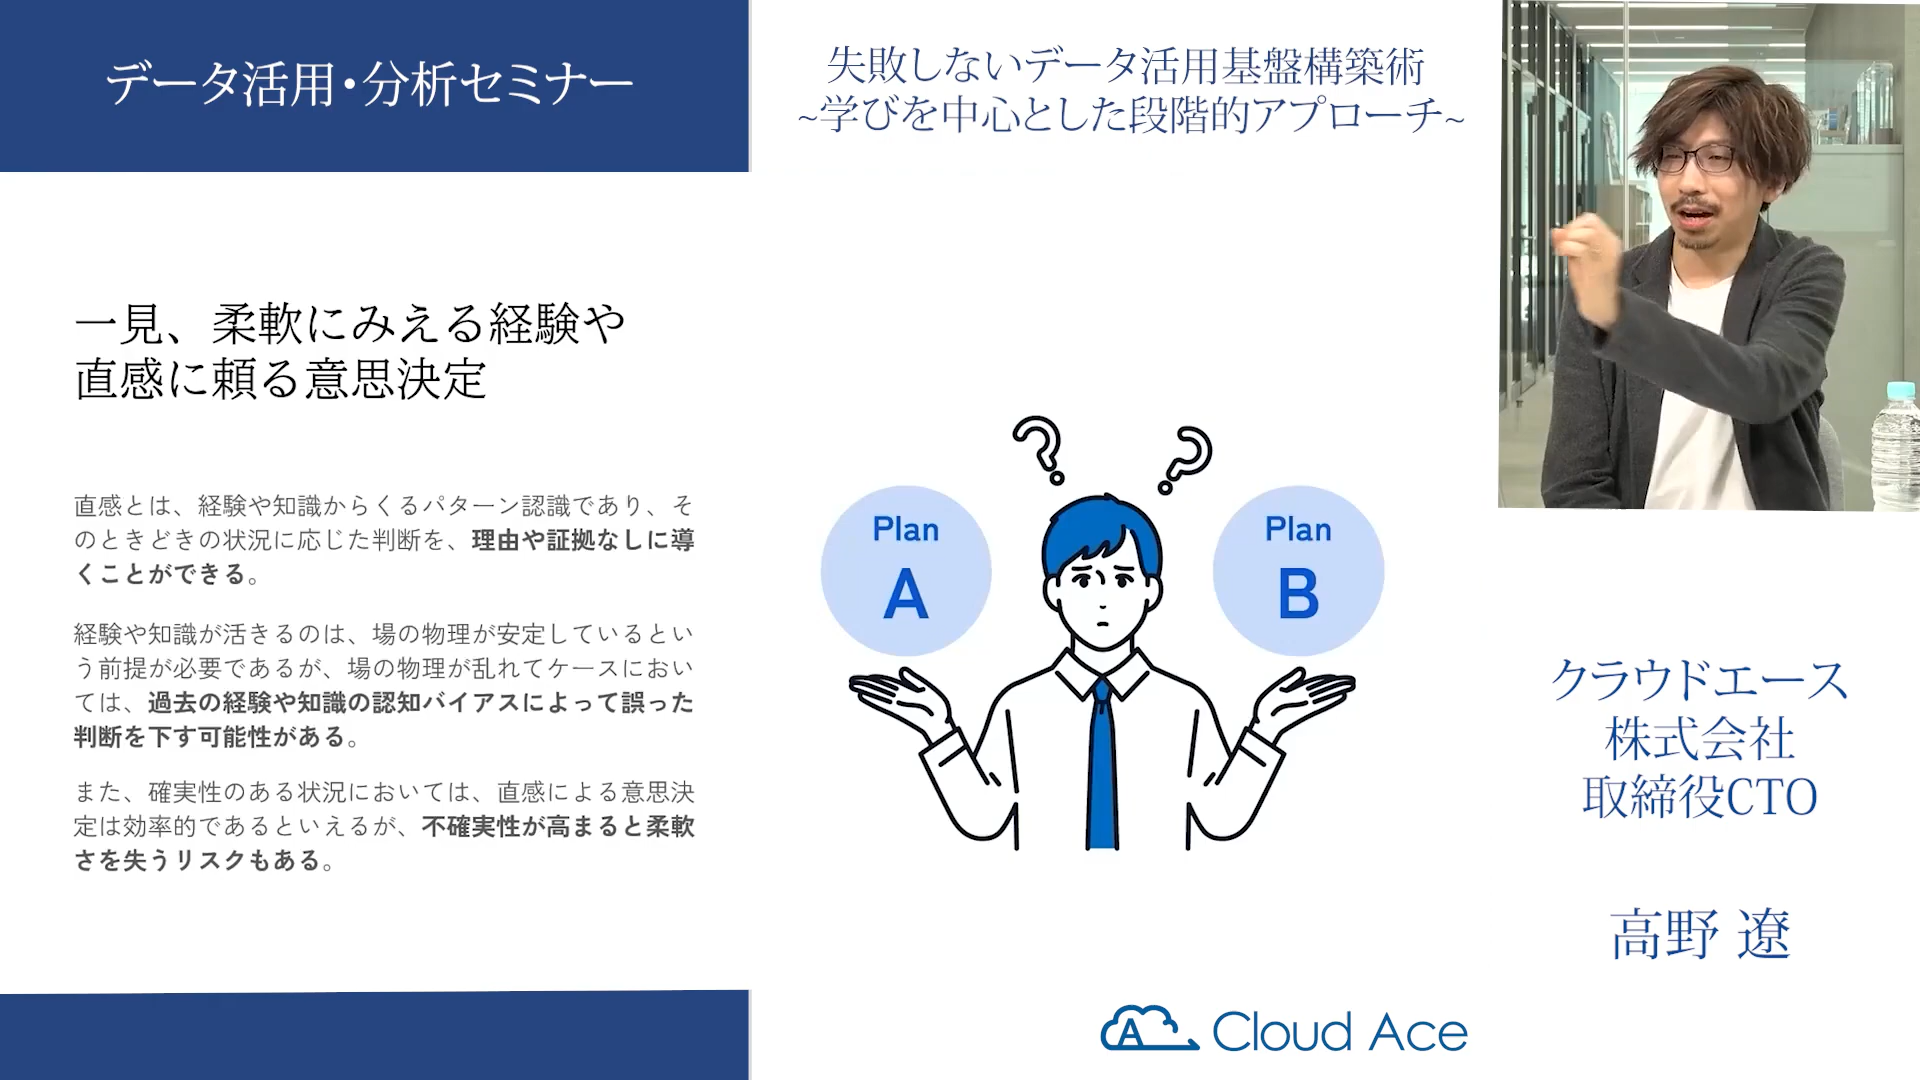 データ活用・分析セミナー
失敗しないデータ活用基盤構築術
~学びを中心とした段階的アプローチ~
一見、柔軟にみえる経験や
直感に頼る意思決定
直感とは、経験や知識からくるパターン認識であり、そ
のときどきの状況に応じた判断を、理由や証拠なしに導
くことができる。
経験や知識が活きるのは、場の物理が安定しているとい
う前提が必要であるが、場の物理が乱れてケースにおい
ては、過去の経験や知識の認知バイアスによって誤った
判断を下す可能性がある。
また、確実性のある状況においては、直感による意思決
定は効率的であるといえるが、不確実性が高まると柔軟
さを失うリスクもある。
Plan
A
Plan
B
クラウドエース
株式会社
取締役CTO
高野 遼
A Cloud Ace